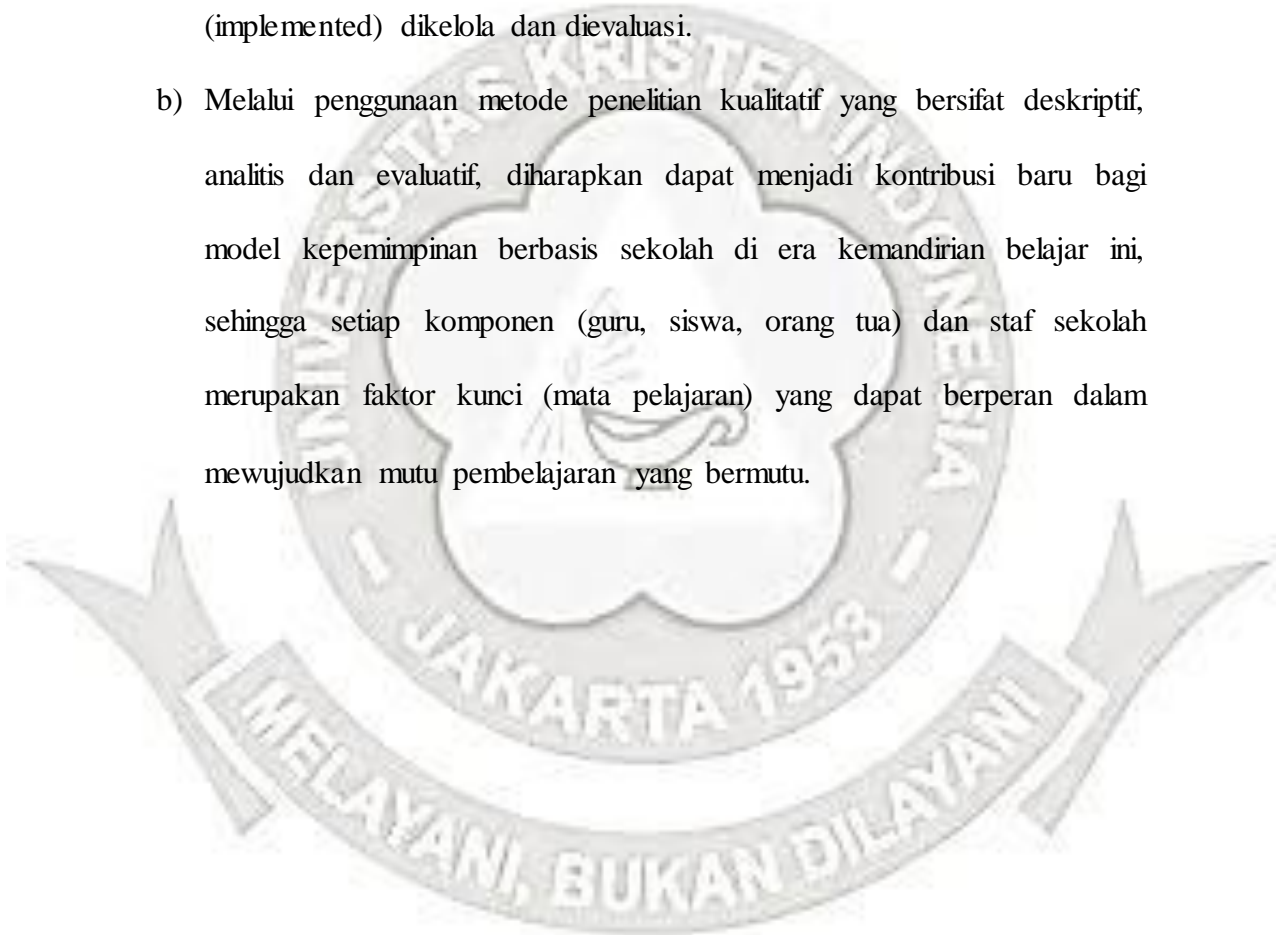 (implemented) dikelola dan dievaluasi.
b) Melalui penggunaan metode penelitian kualitatif yang bersifat deskriptif,
analitis dan evaluatif, diharapkan dapat menjadi kontribusi baru bagi
model kepemimpinan berbasis sekolah di era kemandirian belajar ini,
sehingga setiap komponen (guru, siswa, orang tua) dan staf sekolah
merupakan faktor kunci (mata pelajaran) yang dapat berperan dalam
mewujudkan mutu pembelajaran yang bermutu.
UNIVERSITAS KRISTEN INDONESIA
- JAKARTA 1953 -
MELAYANI, BUKAN DILAYANI